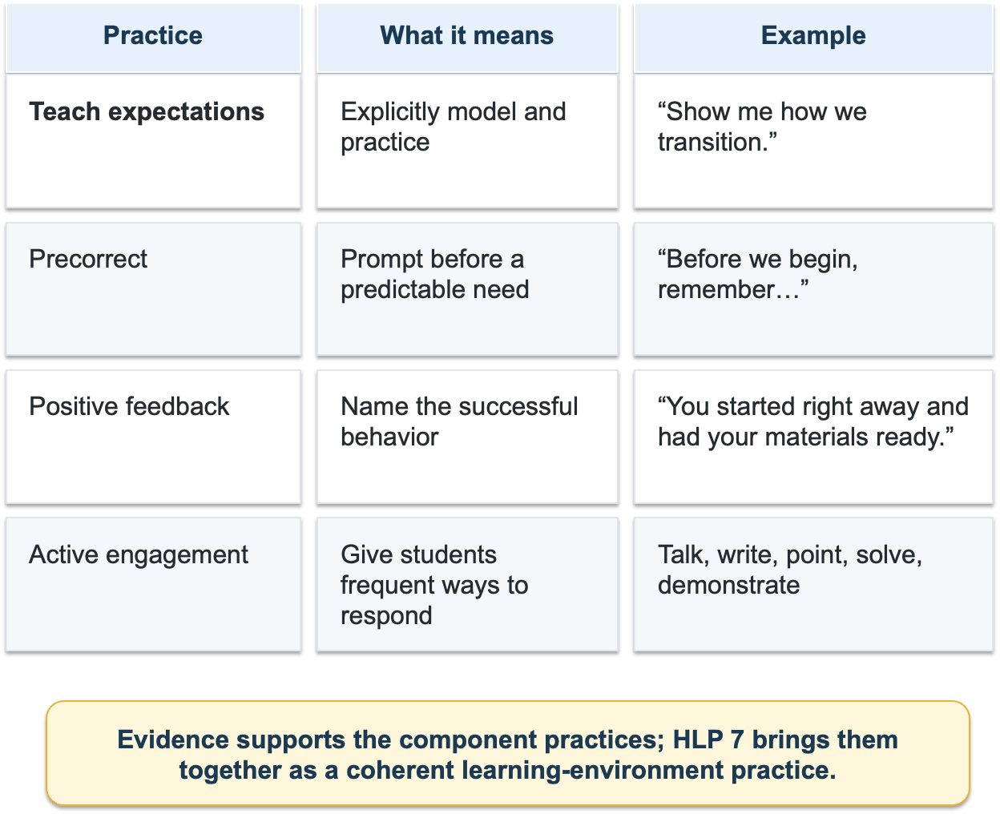 Practice
What it means
Example
Teach expectations
Explicitly model and
practice
“Show me how we
transition.”
Precorrect
Prompt before a
predictable need
“Before we begin,
remember…”
Positive feedback
Name the successful
behavior
“You started right away and
had your materials ready.”
Active engagement
Give students
frequent ways to
respond
Talk, write, point, solve,
demonstrate
Evidence supports the component practices; HLP 7 brings them
together as a coherent learning-environment practice.